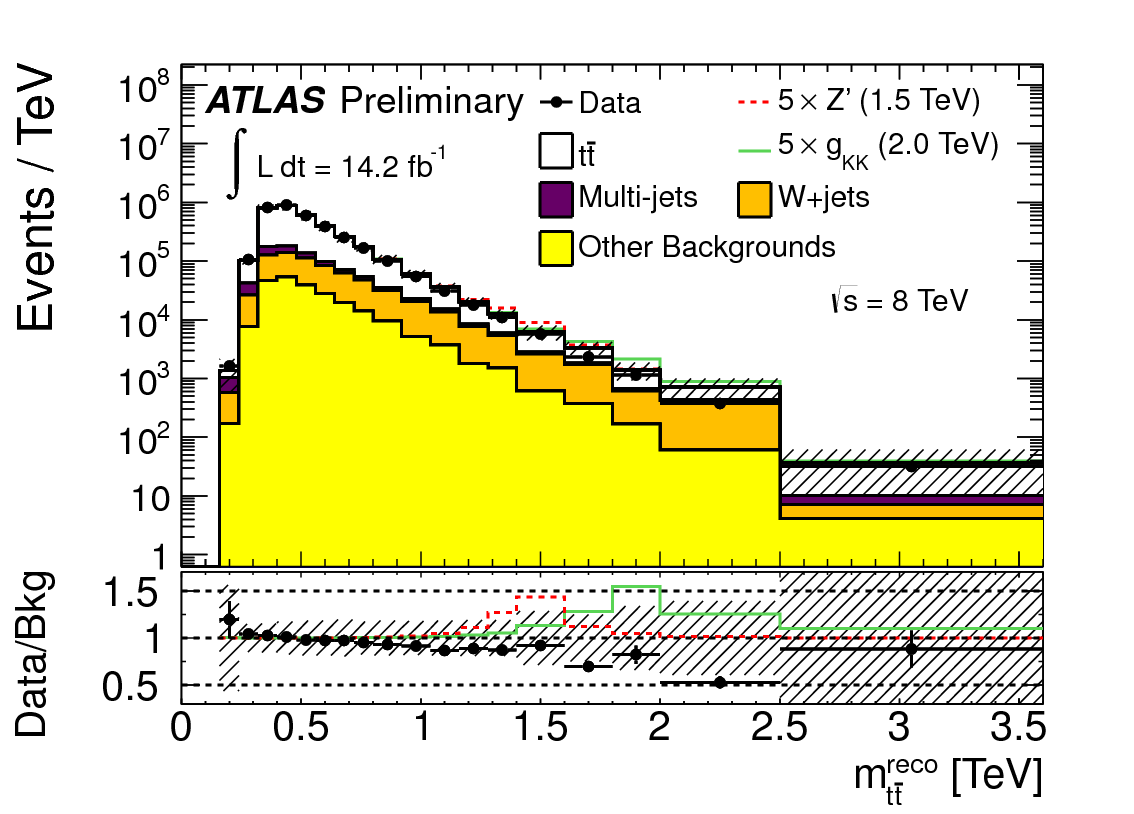 Events / TeV
10^8
10^7
10^6
10^5
10^4
10^3
10^2
10
1
ATLAS Preliminary
∫ L dt = 14.2 fb^-1
Data
tt̄
Multi-jets
Other Backgrounds
5 × Z' (1.5 TeV)
5 × g_KK (2.0 TeV)
W+jets
√s = 8 TeV
Data/Bkg
1.5
1
0.5
0 0.5 1 1.5 2 2.5 3 3.5
m_tt̄^reco [TeV]